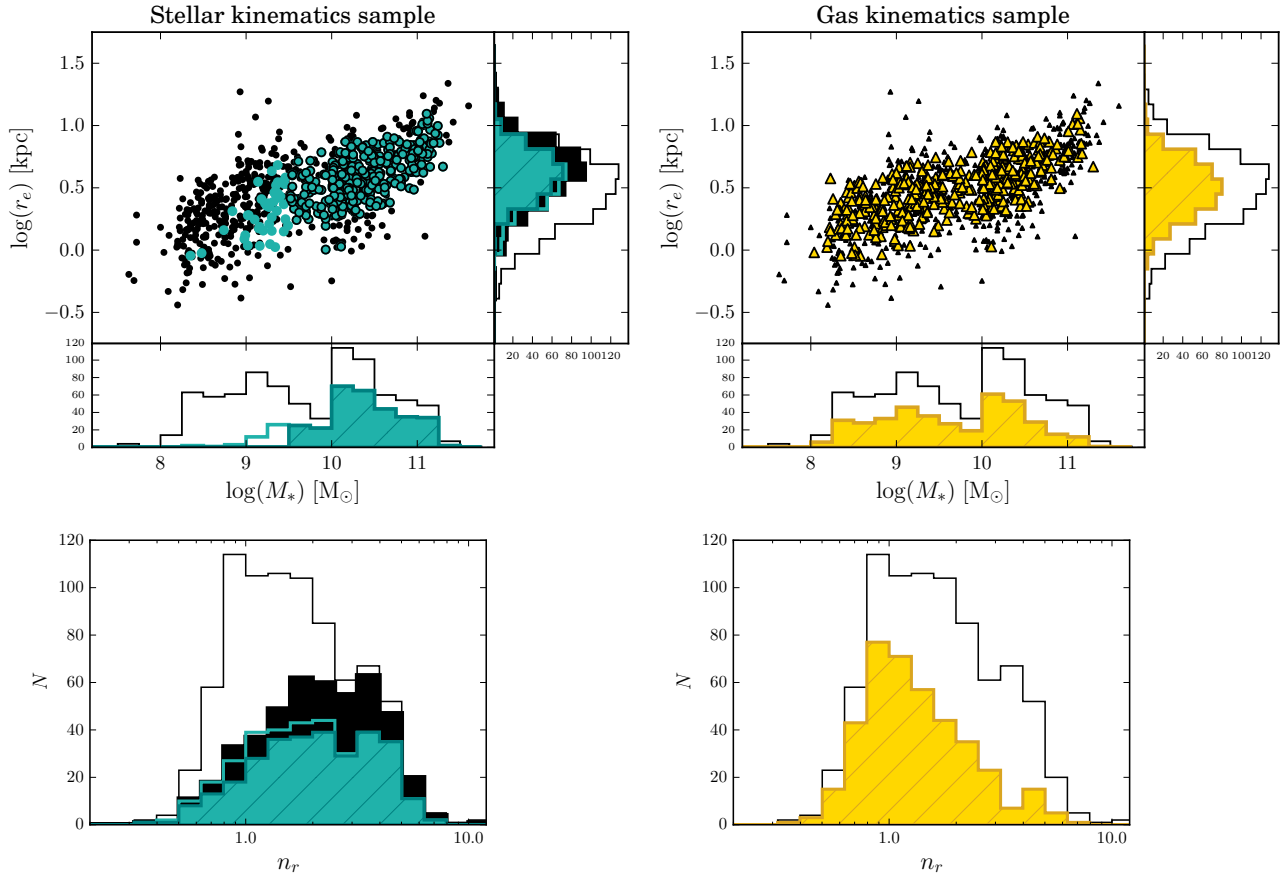 Stellar kinematics sample
Gas kinematics sample
log(r_e) [kpc]
1.5
1.0
0.5
0.0
−0.5
20 40 60 80 100 120
120
100
80
60
40
20
0
8 9 10 11
log(M_*) [M_⊙]
log(r_e) [kpc]
1.5
1.0
0.5
0.0
−0.5
20 40 60 80 100 120
120
100
80
60
40
20
0
8 9 10 11
log(M_*) [M_⊙]
N
120
100
80
60
40
20
0
1.0 10.0
n_r
N
120
100
80
60
40
20
0
1.0 10.0
n_r